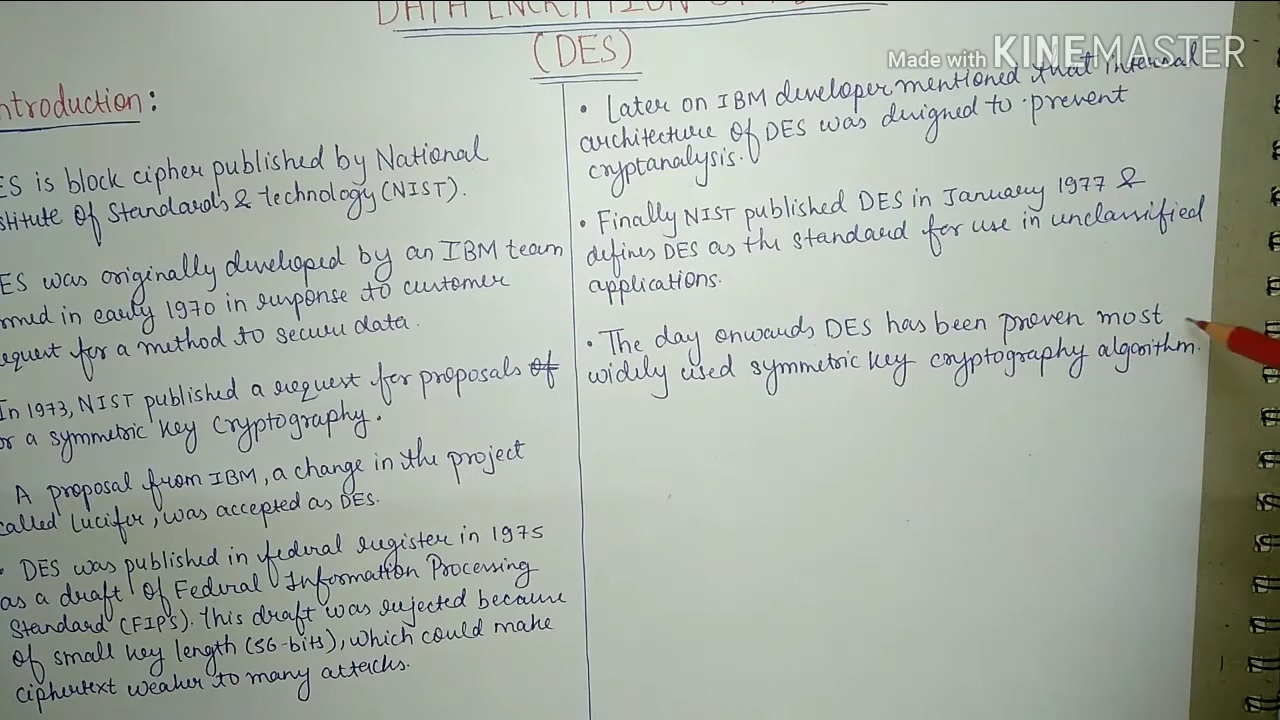 DATA ENCRYPTION
(DES)
Made with KINEMASTER
ntroduction:
ES is block cipher published by National
stitute of Standards & Technology (NIST).
ES was originally developed by an IBM team
rmed in early 1970 in response to customer
equest for a method to secure data.
In 1973, NIST published a request for proposals of
or a symmetric key Cryptography.
A proposal from IBM, a change in the project
called Lucifer, was accepted as DES.
• DES was published in federal register in 1975
as a draft of Federal Information Processing
Standard (FIPS). This draft was rejected because
of small key length (56-bits), which could make
ciphertext weaker to many attacks.
• Later on IBM developer mentioned that internal
architecture of DES was designed to prevent
cryptanalysis.
• Finally NIST published DES in January 1977 &
defines DES as the standard for use in unclassified
applications.
• The day onwards DES has been proven most
widely used symmetric key cryptography algorithm.